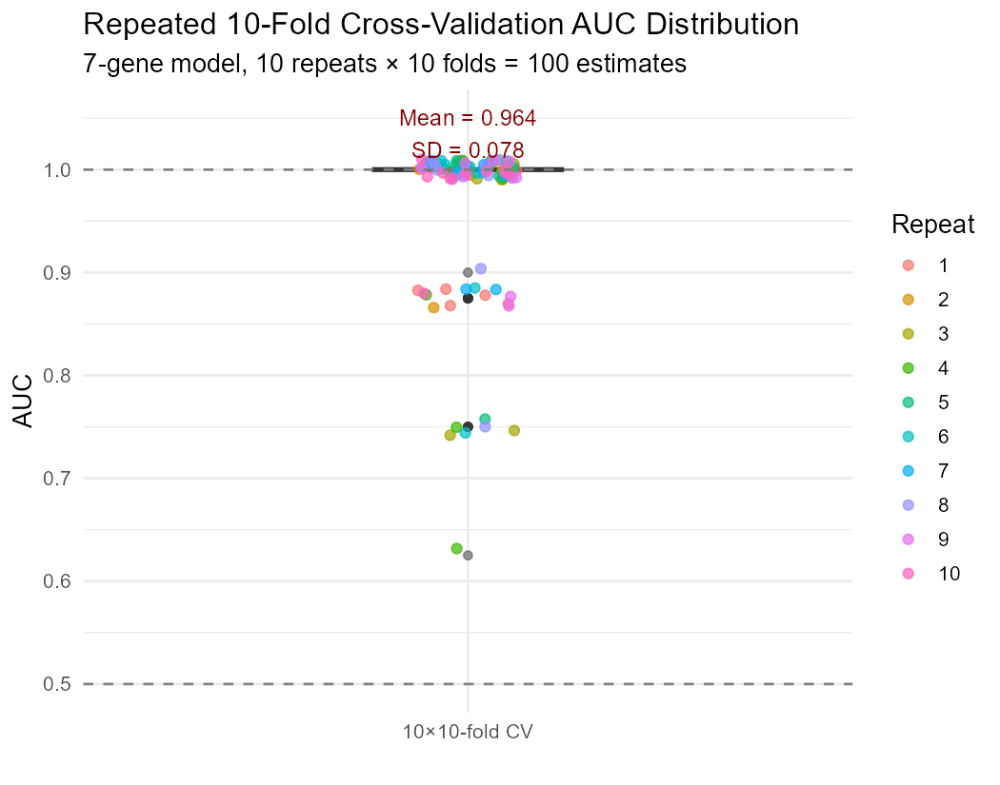 Repeated 10-Fold Cross-Validation AUC Distribution
7-gene model, 10 repeats × 10 folds = 100 estimates
Mean = 0.964
SD = 0.078
1.0
0.9
0.8
0.7
0.6
0.5
AUC
10×10-fold CV
Repeat
1
2
3
4
5
6
7
8
9
10